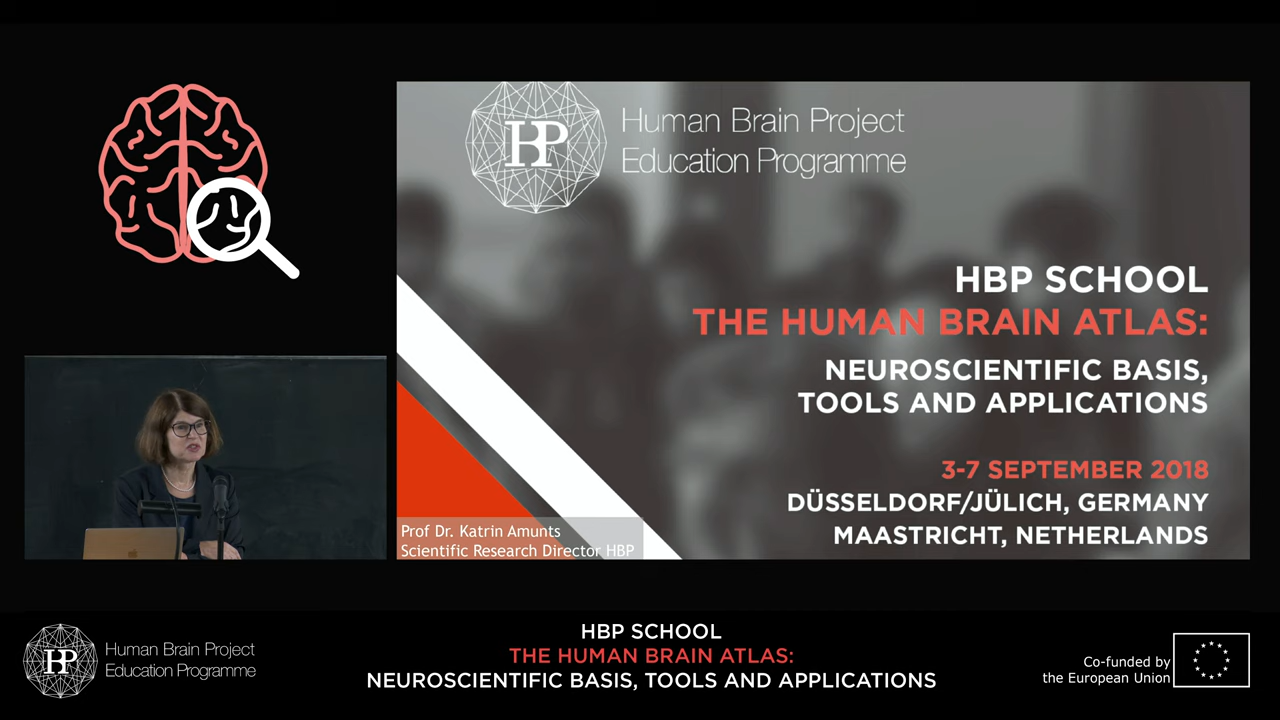 HP
Human Brain Project
Education Programme
HBP SCHOOL
THE HUMAN BRAIN ATLAS:
NEUROSCIENTIFIC BASIS,
TOOLS AND APPLICATIONS
3-7 SEPTEMBER 2018
DÜSSELDORF/JÜLICH, GERMANY
MAASTRICHT, NETHERLANDS
Prof Dr. Katrin Amunts
Scientific Research Director HBP
HP
Human Brain Project
Education Programme
HBP SCHOOL
THE HUMAN BRAIN ATLAS:
NEUROSCIENTIFIC BASIS, TOOLS AND APPLICATIONS
Co-funded by
the European Union